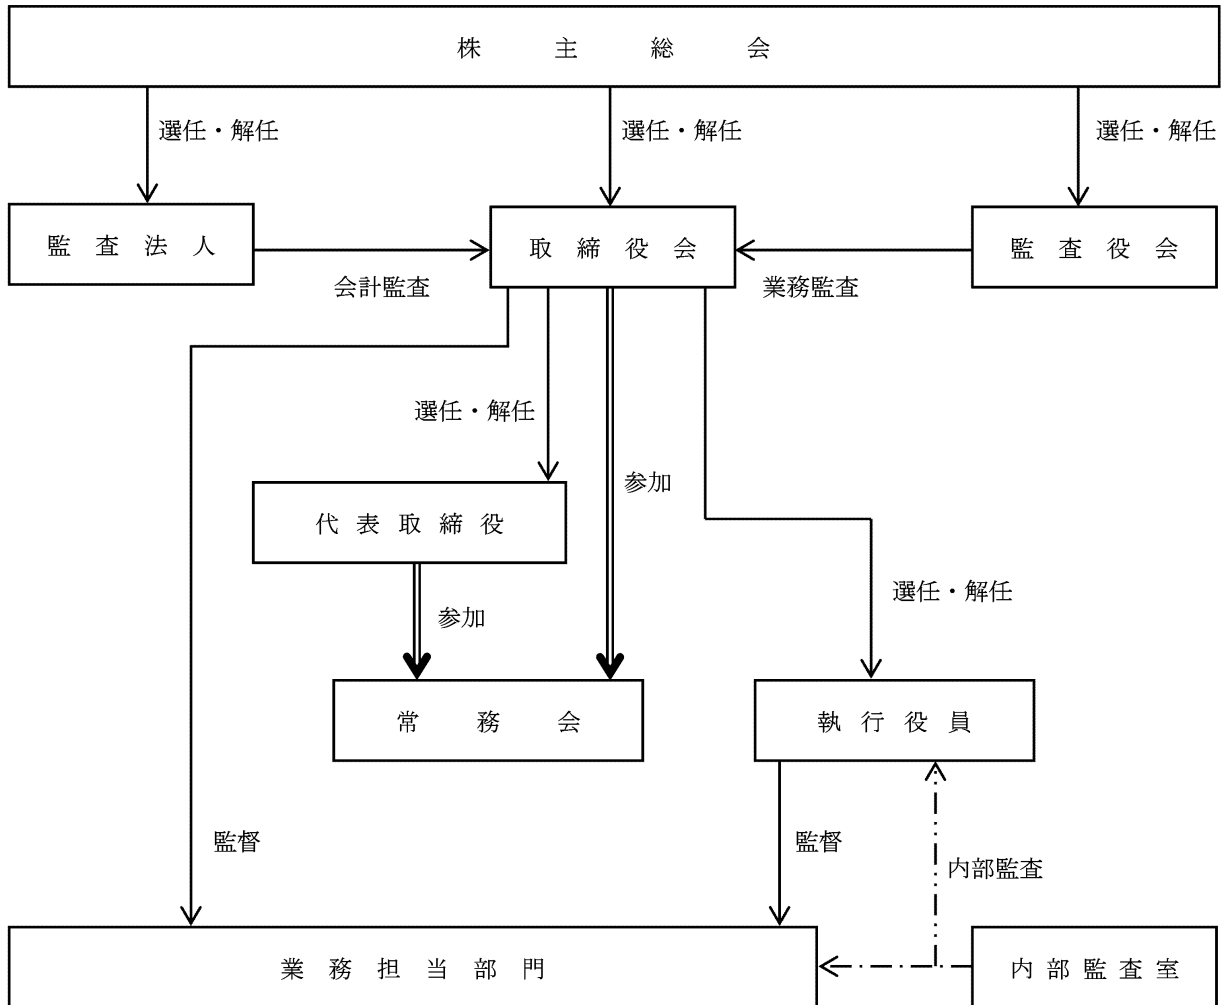 株主総会
選任・解任
選任・解任
選任・解任
監査法人
取締役会
監査役会
会計監査
業務監査
選任・解任
参加
代表取締役
選任・解任
参加
常務会
執行役員
監督
監督
内部監査
業務担当部門
内部監査室